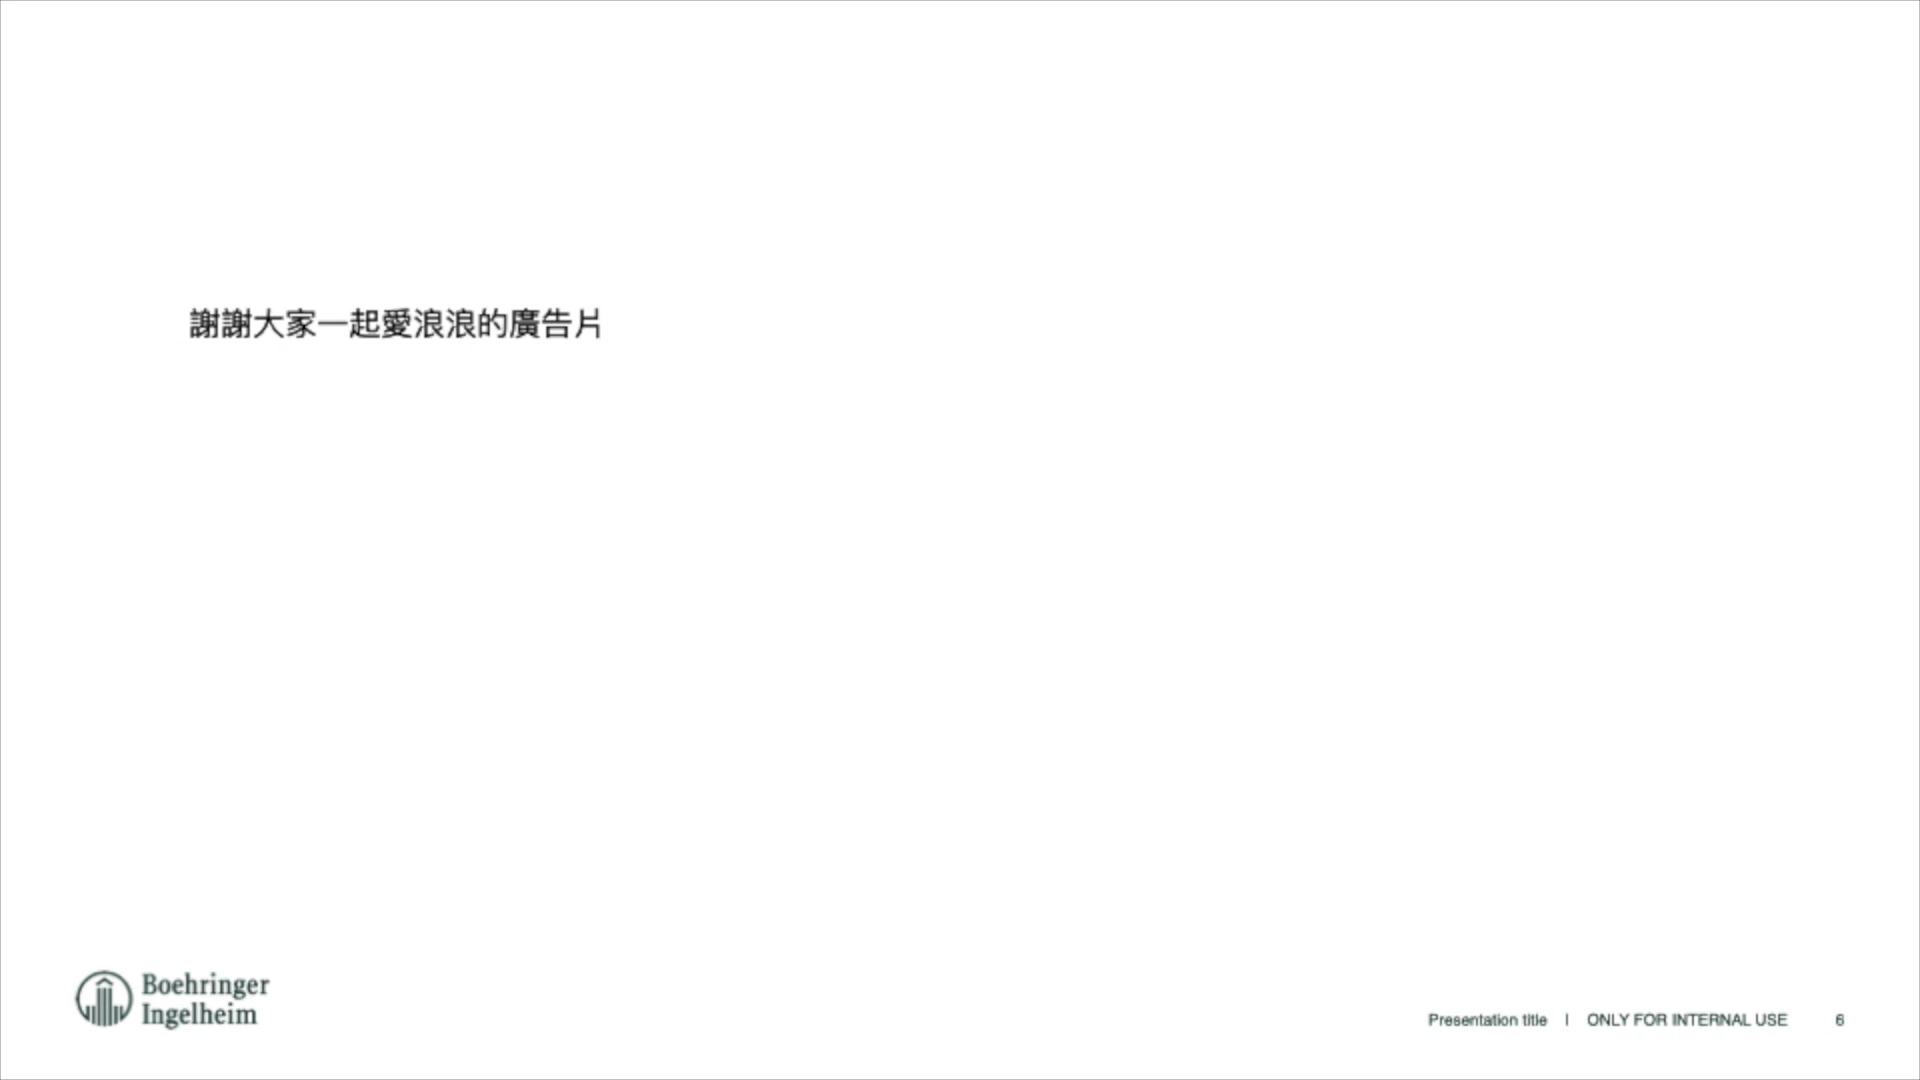 謝謝大家一起愛浪浪的廣告片
Boehringer
Ingelheim
Presentation title | ONLY FOR INTERNAL USE 6